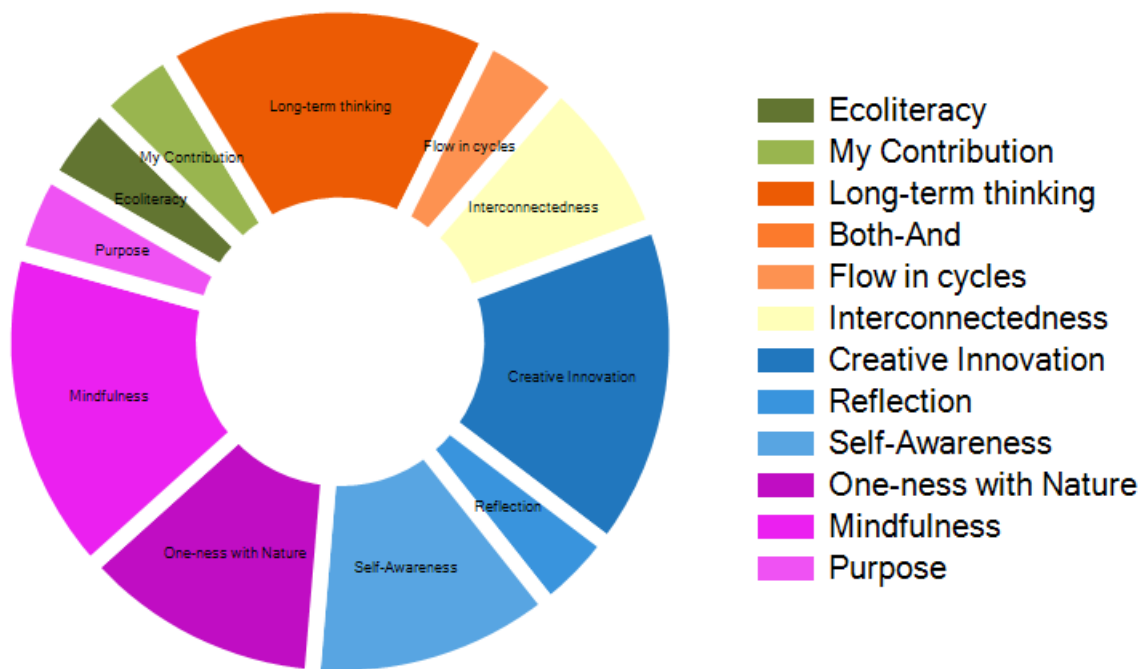 Long-term thinking
Flow in cycles
My Contribution
Ecoliteracy
Interconnectedness
Purpose
Creative Innovation
Mindfulness
Reflection
One-ness with Nature
Self-Awareness
Ecoliteracy
My Contribution
Long-term thinking
Both-And
Flow in cycles
Interconnectedness
Creative Innovation
Reflection
Self-Awareness
One-ness with Nature
Mindfulness
Purpose